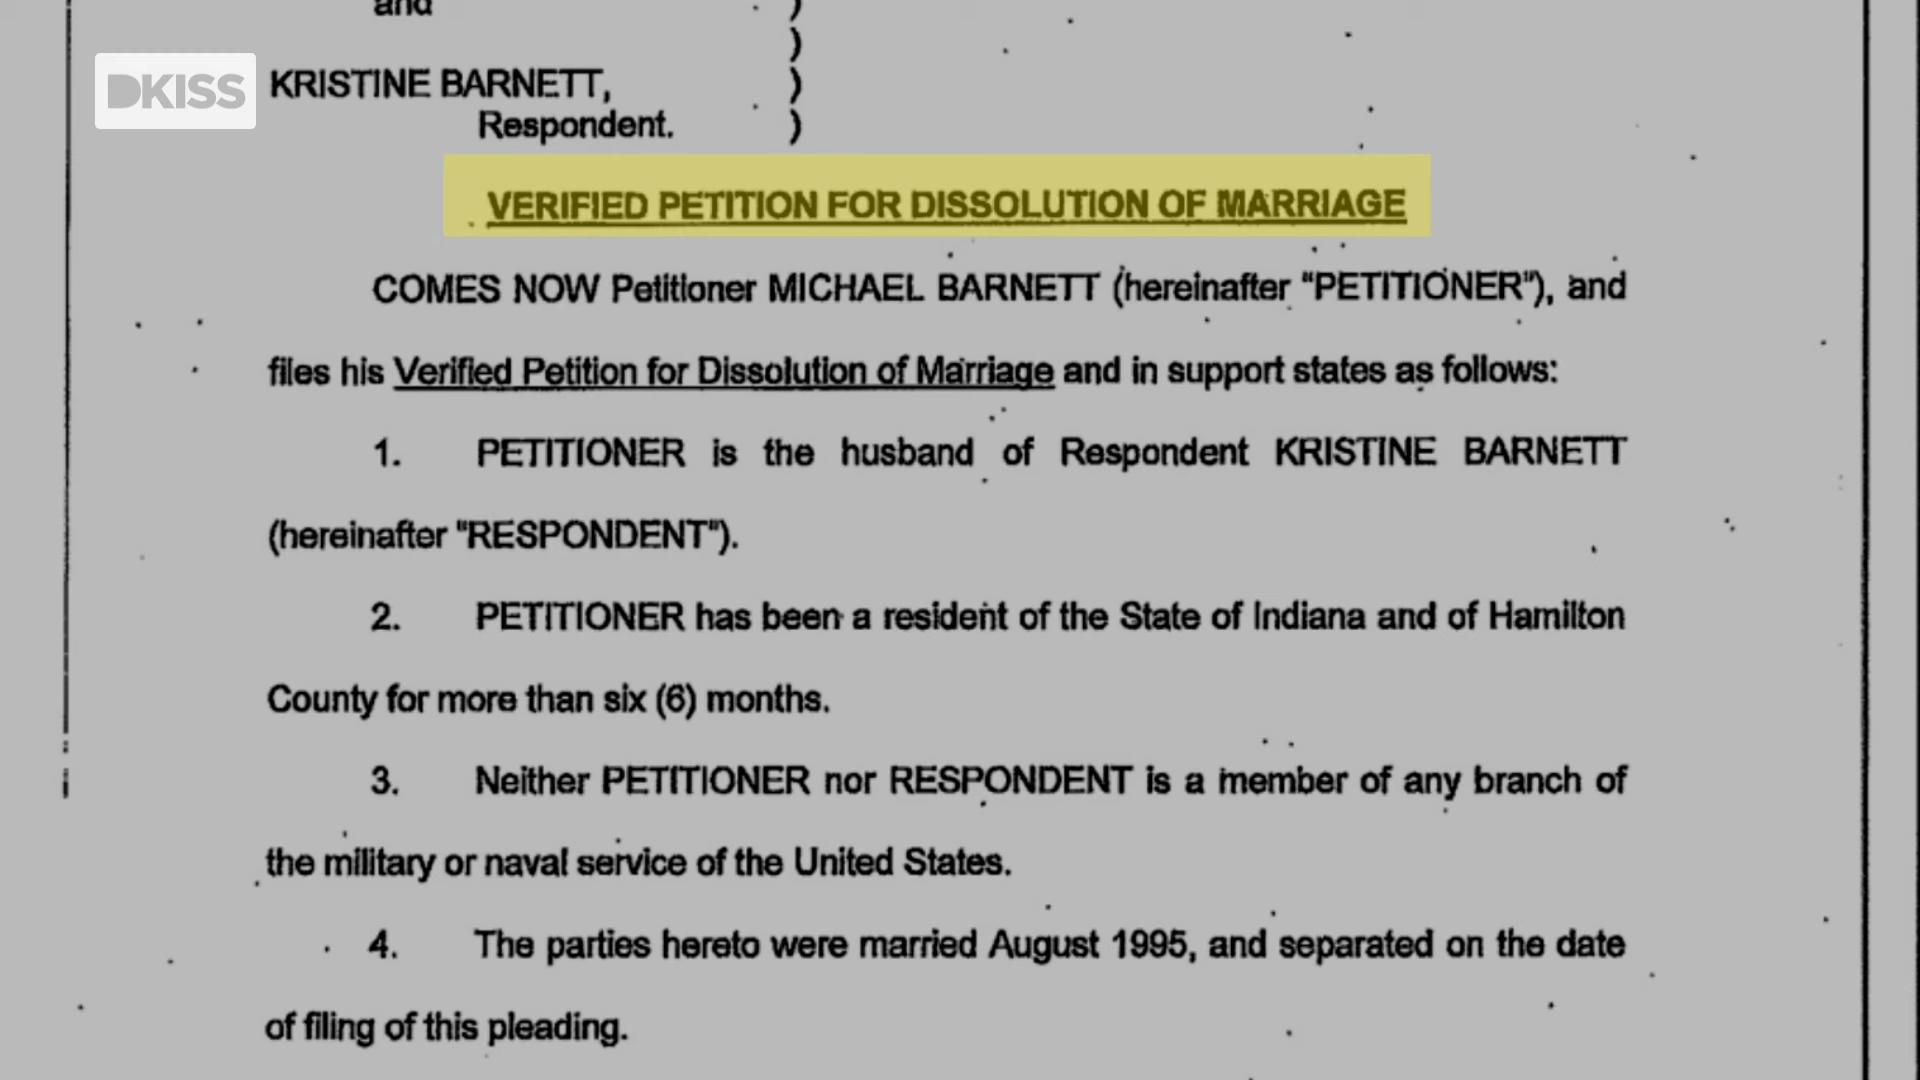 and )
)
DKISS
KRISTINE BARNETT, )
Respondent. )
VERIFIED PETITION FOR DISSOLUTION OF MARRIAGE
COMES NOW Petitioner MICHAEL BARNETT (hereinafter "PETITIONER"), and
files his Verified Petition for Dissolution of Marriage and in support states as follows:
1. PETITIONER is the husband of Respondent KRISTINE BARNETT
(hereinafter "RESPONDENT").
2. PETITIONER has been a resident of the State of Indiana and of Hamilton
County for more than six (6) months.
3. Neither PETITIONER nor RESPONDENT is a member of any branch of
the military or naval service of the United States.
4. The parties hereto were married August 1995, and separated on the date
of filing of this pleading.